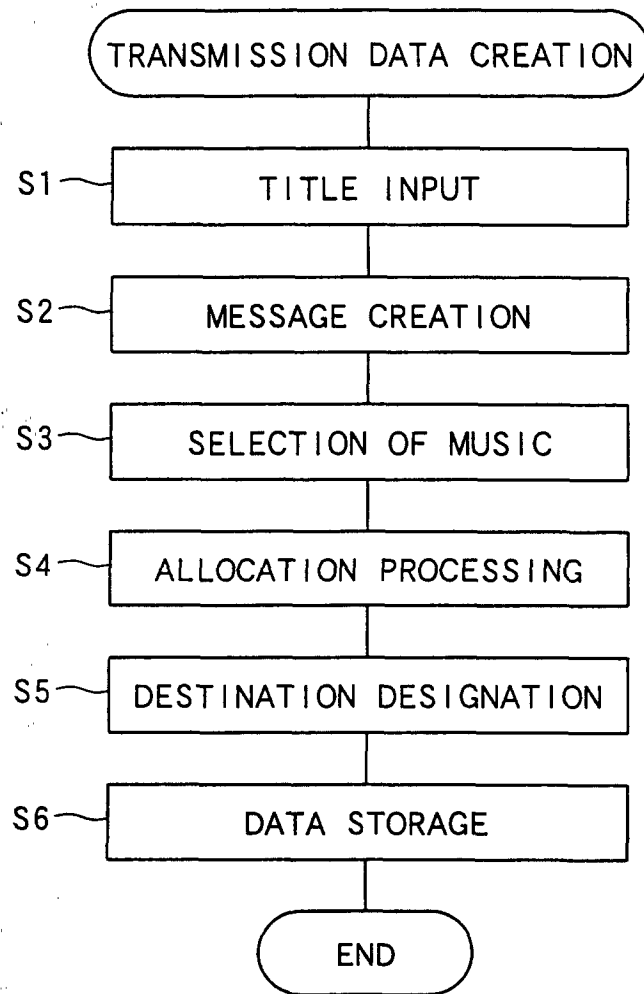 TRANSMISSION DATA CREATION
S1 TITLE INPUT
S2 MESSAGE CREATION
S3 SELECTION OF MUSIC
S4 ALLOCATION PROCESSING
S5 DESTINATION DESIGNATION
S6 DATA STORAGE
END